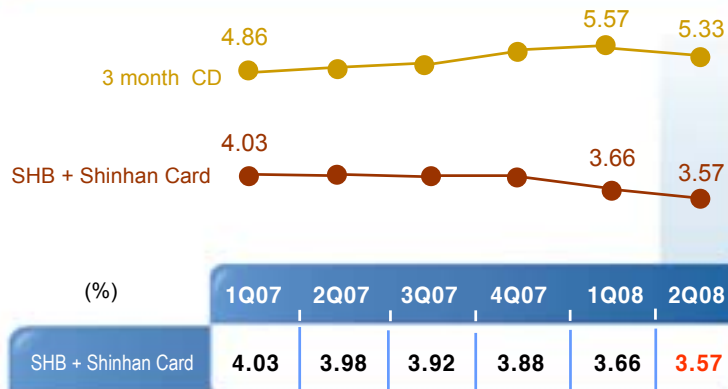 5.57
4.86
5.33
3 month CD
4.03
3.66
3.57
SHB + Shinhan Card
(%) 1Q07 2Q07 3Q07 4Q07 1Q08 2Q08
SHB + Shinhan Card 4.03 3.98 3.92 3.88 3.66 3.57